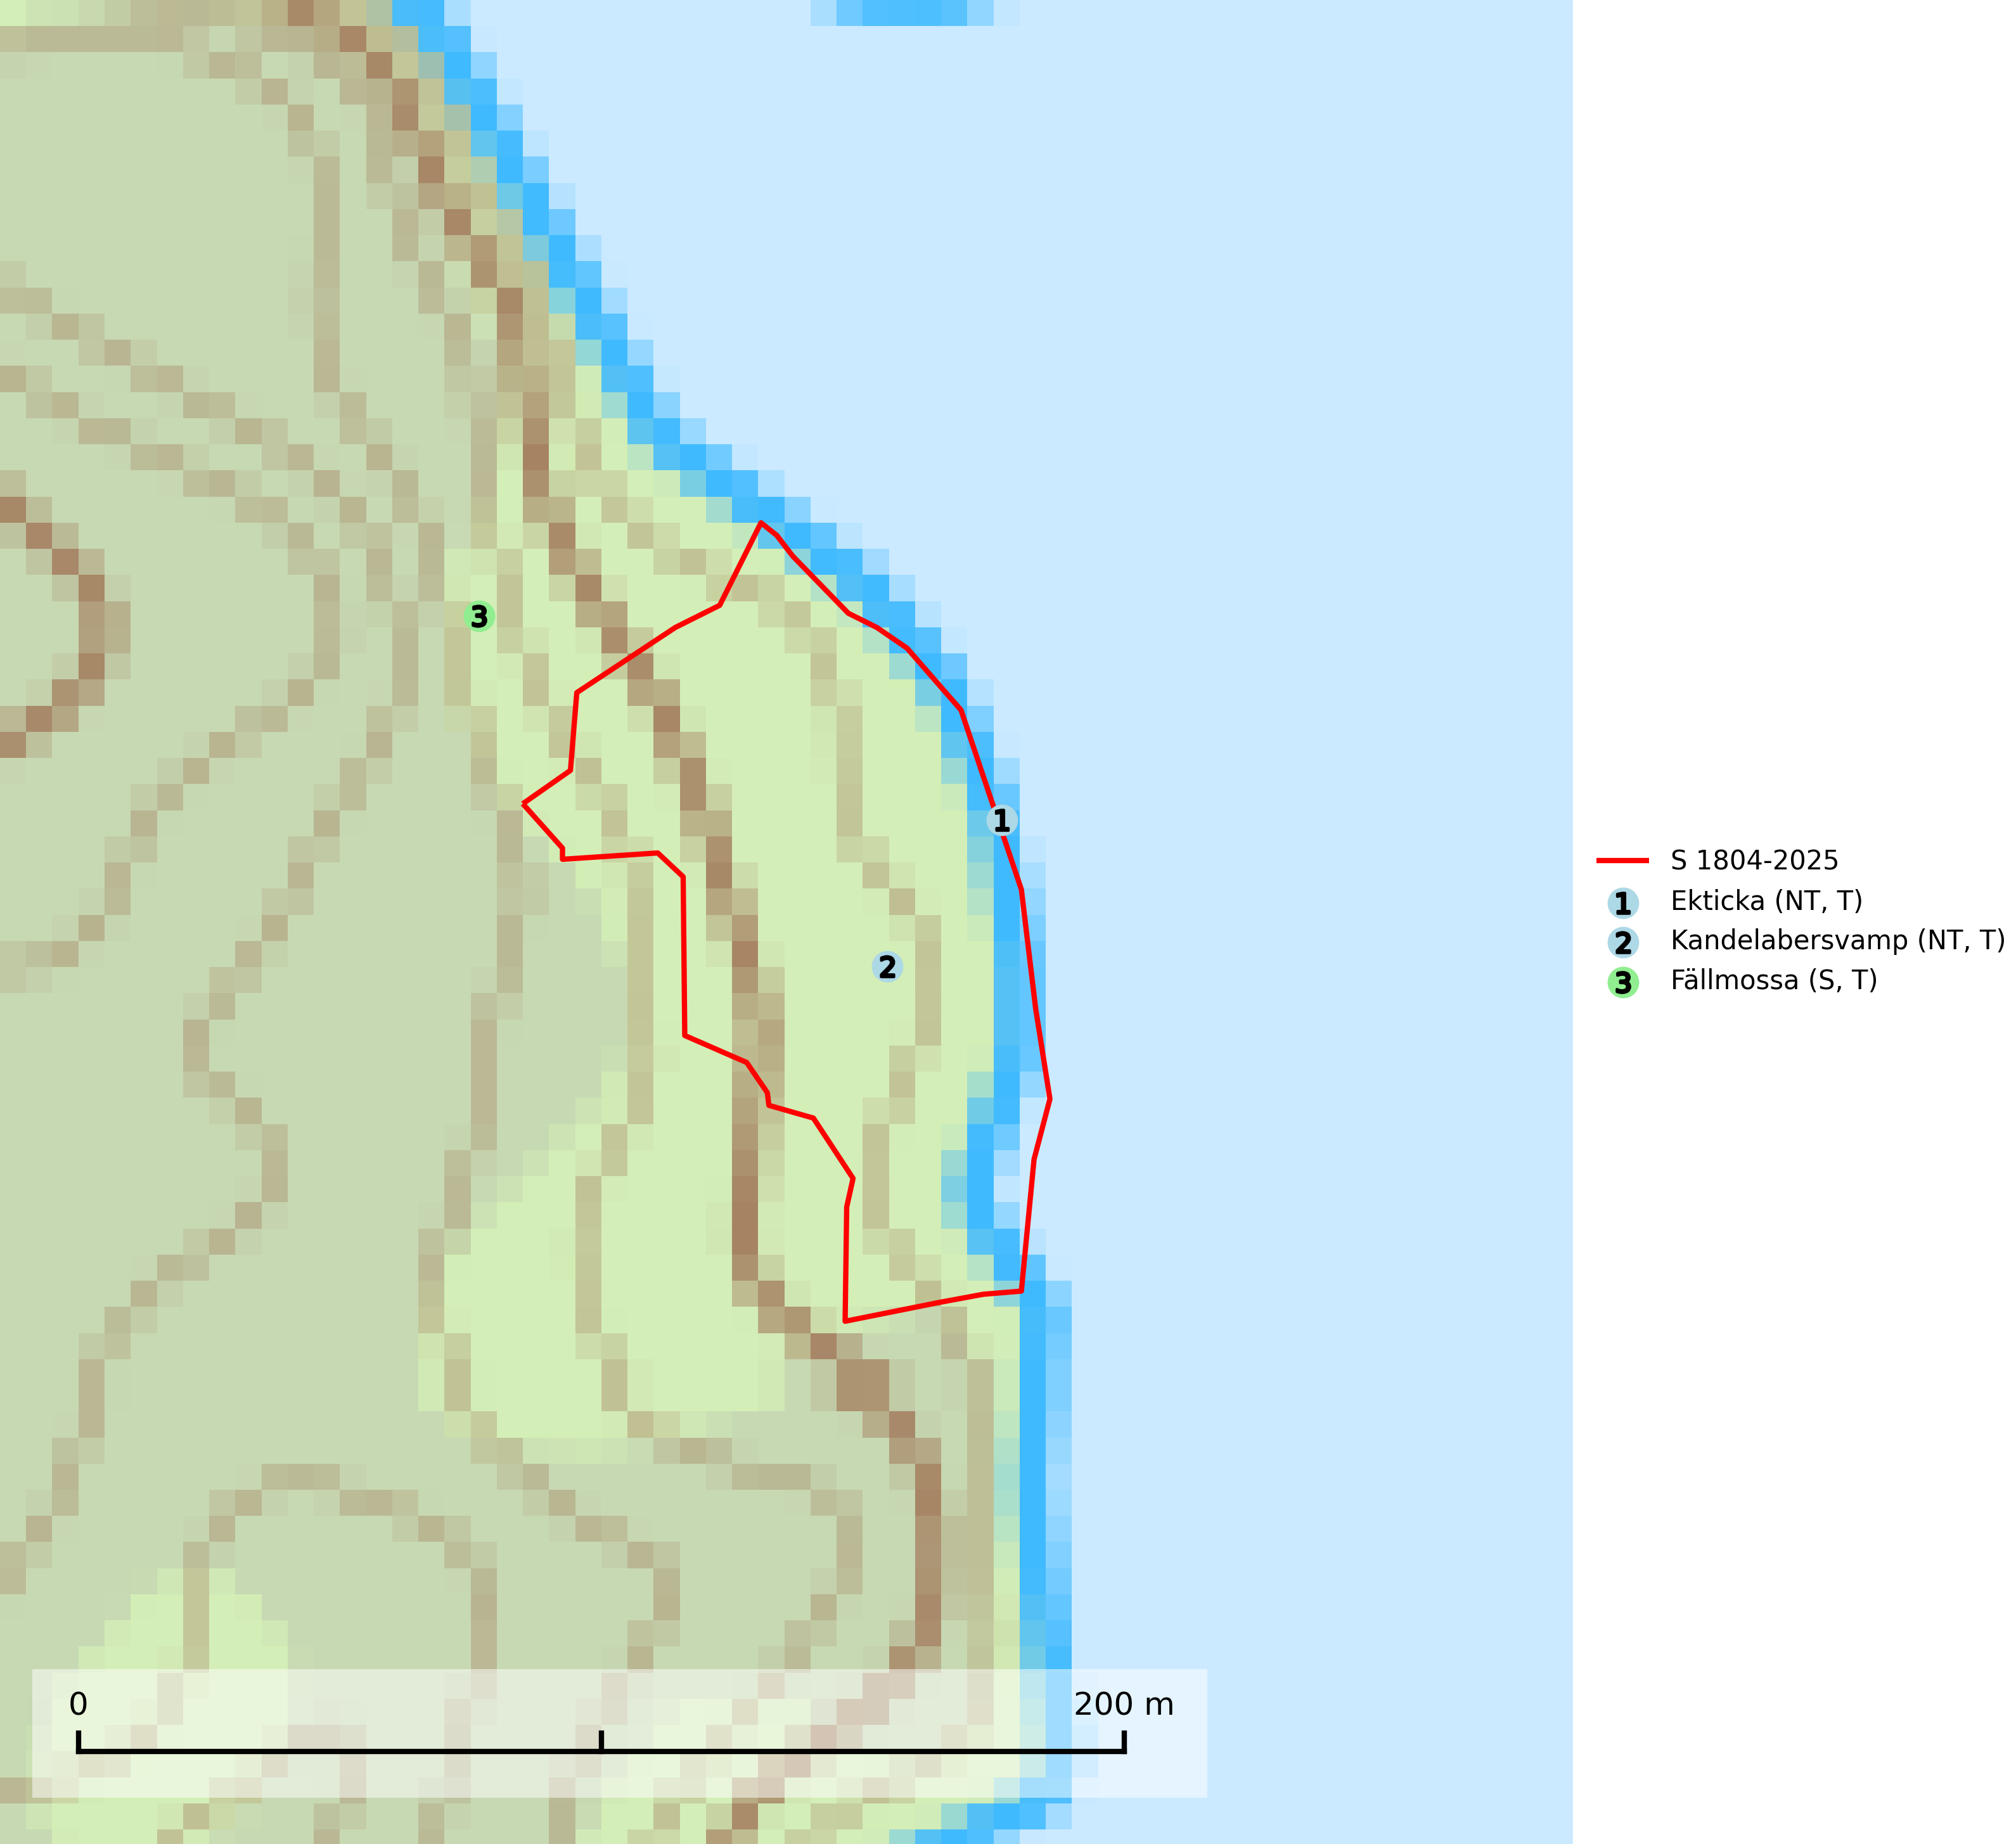 3
1
2
S 1804-2025
1 Ekticka (NT, T)
2 Kandelabersvamp (NT, T)
3 Fällmossa (S, T)
0 200 m